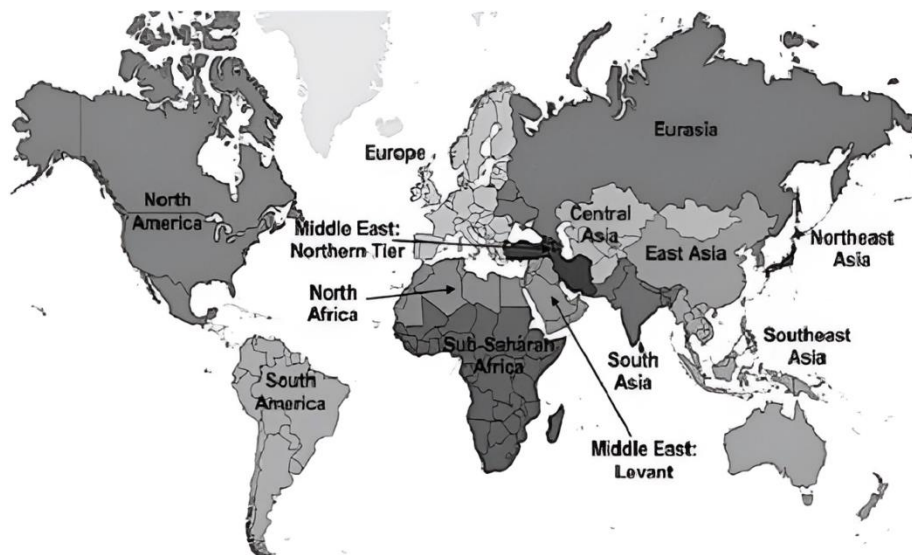 Eurasia
Europe
North
America
Central
Asia
Middle East:
Northern Tier
East Asia
Northeast
Asia
North
Africa
Sub-Saharan
Africa
South
Asia
Southeast
Asia
South
America
Middle East:
Levant